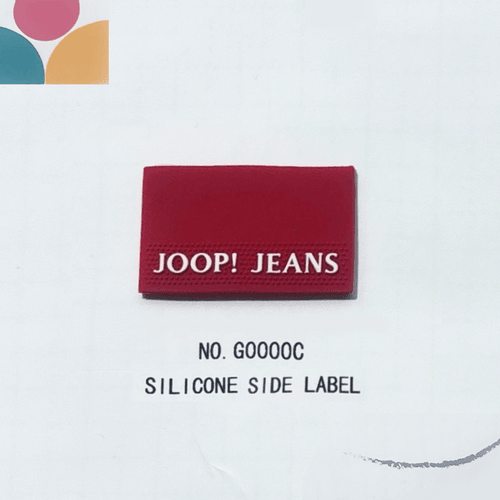 JOOP! JEANS
NO. G0000C
SILICONE SIDE LABEL